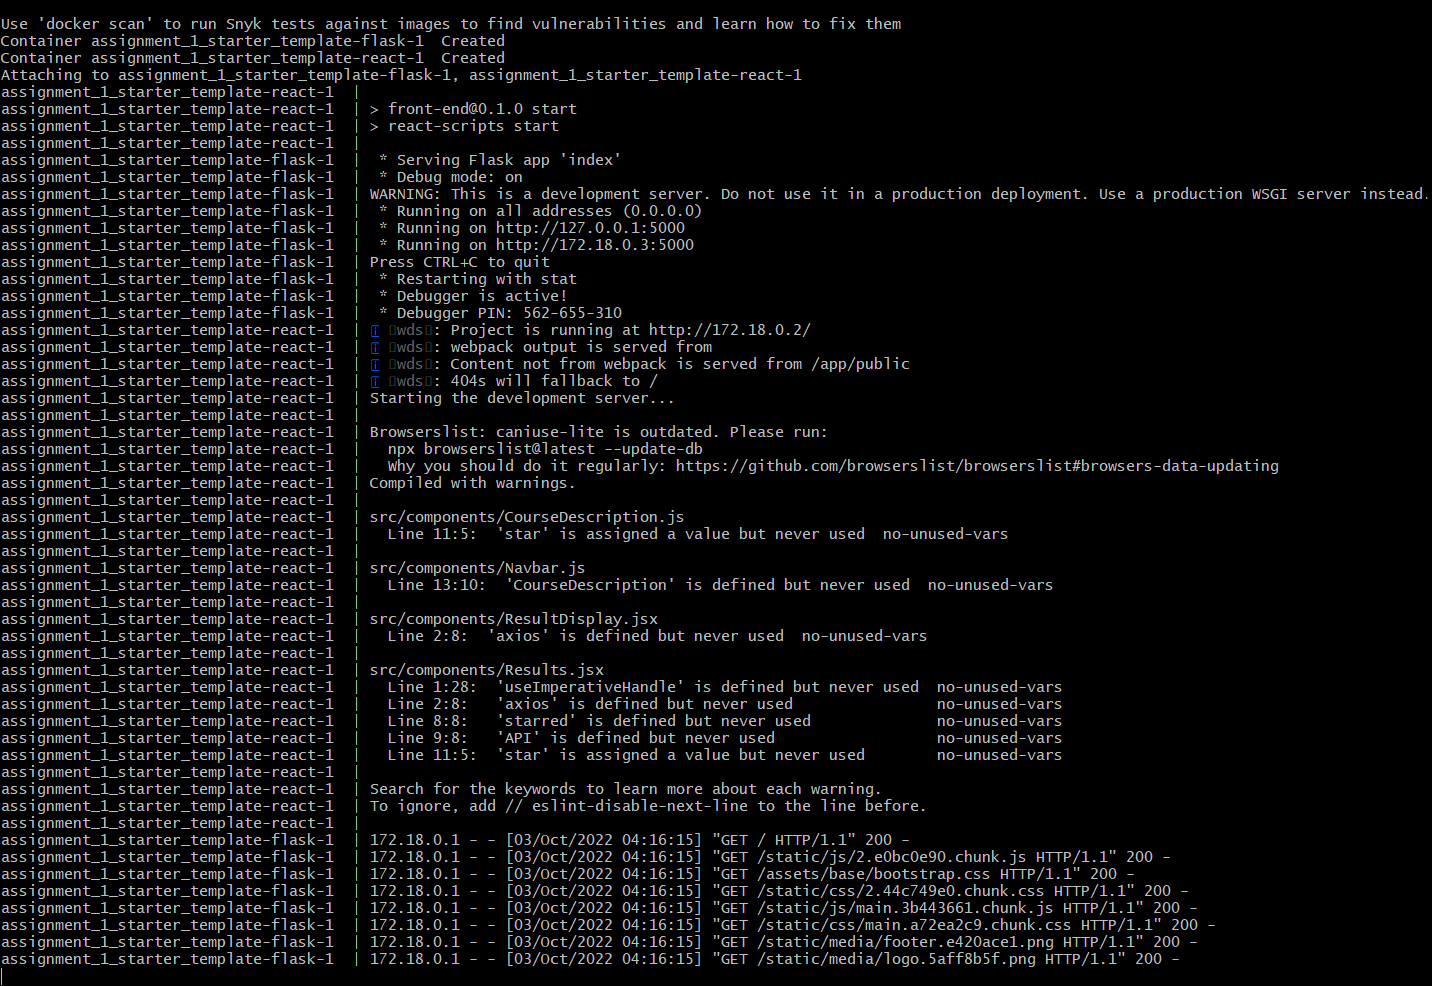 Use 'docker scan' to run Snyk tests against images to find vulnerabilities and learn how to fix them
Container assignment_1_starter_template-flask-1  Created
Container assignment_1_starter_template-react-1  Created
Attaching to assignment_1_starter_template-flask-1, assignment_1_starter_template-react-1
assignment_1_starter_template-react-1  |
assignment_1_starter_template-react-1  | > front-end@0.1.0 start
assignment_1_starter_template-react-1  | > react-scripts start
assignment_1_starter_template-react-1  |
assignment_1_starter_template-flask-1  |  * Serving Flask app 'index'
assignment_1_starter_template-flask-1  |  * Debug mode: on
assignment_1_starter_template-flask-1  | WARNING: This is a development server. Do not use it in a production deployment. Use a production WSGI server instead.
assignment_1_starter_template-flask-1  |  * Running on all addresses (0.0.0.0)
assignment_1_starter_template-flask-1  |  * Running on http://127.0.0.1:5000
assignment_1_starter_template-flask-1  |  * Running on http://172.18.0.3:5000
assignment_1_starter_template-flask-1  | Press CTRL+C to quit
assignment_1_starter_template-flask-1  |  * Restarting with stat
assignment_1_starter_template-flask-1  |  * Debugger is active!
assignment_1_starter_template-flask-1  |  * Debugger PIN: 562-655-310
assignment_1_starter_template-react-1  | i wds: Project is running at http://172.18.0.2/
assignment_1_starter_template-react-1  | i wds: webpack output is served from
assignment_1_starter_template-react-1  | i wds: Content not from webpack is served from /app/public
assignment_1_starter_template-react-1  | i wds: 404s will fallback to /
assignment_1_starter_template-react-1  | Starting the development server...
assignment_1_starter_template-react-1  |
assignment_1_starter_template-react-1  | Browserslist: caniuse-lite is outdated. Please run:
assignment_1_starter_template-react-1  |   npx browserslist@latest --update-db
assignment_1_starter_template-react-1  |   Why you should do it regularly: https://github.com/browserslist/browserslist#browsers-data-updating
assignment_1_starter_template-react-1  | Compiled with warnings.
assignment_1_starter_template-react-1  |
assignment_1_starter_template-react-1  | src/components/CourseDescription.js
assignment_1_starter_template-react-1  |   Line 11:5:  'star' is assigned a value but never used  no-unused-vars
assignment_1_starter_template-react-1  |
assignment_1_starter_template-react-1  | src/components/Navbar.js
assignment_1_starter_template-react-1  |   Line 13:10:  'CourseDescription' is defined but never used  no-unused-vars
assignment_1_starter_template-react-1  |
assignment_1_starter_template-react-1  | src/components/ResultDisplay.jsx
assignment_1_starter_template-react-1  |   Line 2:8:  'axios' is defined but never used  no-unused-vars
assignment_1_starter_template-react-1  |
assignment_1_starter_template-react-1  | src/components/Results.jsx
assignment_1_starter_template-react-1  |   Line 1:28:  'useImperativeHandle' is defined but never used  no-unused-vars
assignment_1_starter_template-react-1  |   Line 2:8:   'axios' is defined but never used                no-unused-vars
assignment_1_starter_template-react-1  |   Line 8:8:   'starred' is defined but never used              no-unused-vars
assignment_1_starter_template-react-1  |   Line 9:8:   'API' is defined but never used                  no-unused-vars
assignment_1_starter_template-react-1  |   Line 11:5:  'star' is assigned a value but never used        no-unused-vars
assignment_1_starter_template-react-1  |
assignment_1_starter_template-react-1  | Search for the keywords to learn more about each warning.
assignment_1_starter_template-react-1  | To ignore, add // eslint-disable-next-line to the line before.
assignment_1_starter_template-react-1  |
assignment_1_starter_template-flask-1  | 172.18.0.1 - - [03/Oct/2022 04:16:15] "GET / HTTP/1.1" 200 -
assignment_1_starter_template-flask-1  | 172.18.0.1 - - [03/Oct/2022 04:16:15] "GET /static/js/2.e0bc0e90.chunk.js HTTP/1.1" 200 -
assignment_1_starter_template-flask-1  | 172.18.0.1 - - [03/Oct/2022 04:16:15] "GET /assets/base/bootstrap.css HTTP/1.1" 200 -
assignment_1_starter_template-flask-1  | 172.18.0.1 - - [03/Oct/2022 04:16:15] "GET /static/css/2.44c749e0.chunk.css HTTP/1.1" 200 -
assignment_1_starter_template-flask-1  | 172.18.0.1 - - [03/Oct/2022 04:16:15] "GET /static/js/main.3b443661.chunk.js HTTP/1.1" 200 -
assignment_1_starter_template-flask-1  | 172.18.0.1 - - [03/Oct/2022 04:16:15] "GET /static/css/main.a72ea2c9.chunk.css HTTP/1.1" 200 -
assignment_1_starter_template-flask-1  | 172.18.0.1 - - [03/Oct/2022 04:16:15] "GET /static/media/footer.e420ace1.png HTTP/1.1" 200 -
assignment_1_starter_template-flask-1  | 172.18.0.1 - - [03/Oct/2022 04:16:15] "GET /static/media/logo.5aff8b5f.png HTTP/1.1" 200 -